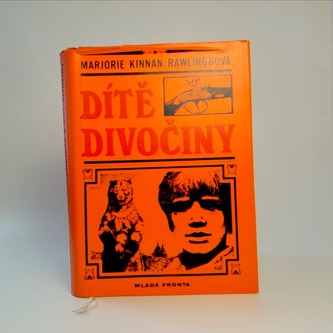 MARJORIE KINNAN RAWLINGSOVÁ
DÍTĚ
DIVOČINY
MLADÁ FRONTA